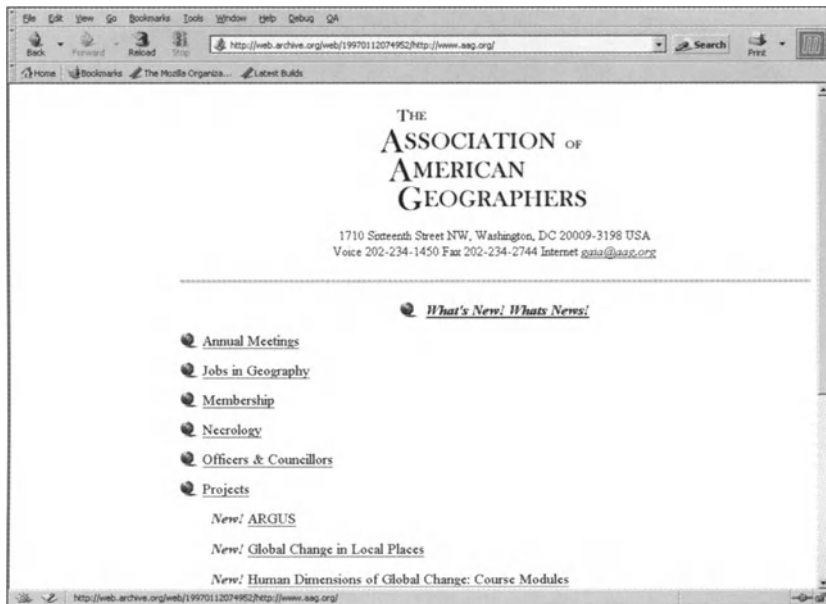 File Edit View Go Bookmarks Tools Window Help Debug QA
Back Forward Reload Stop http://web.archive.org/web/19970112074952/http://www.aag.org/ Search Print
Home Bookmarks The Mozilla Organiza... Latest Builds
THE
ASSOCIATION OF
AMERICAN
GEOGRAPHERS
1710 Sixteenth Street NW, Washington, DC 20009-3198 USA
Voice 202-234-1450 Fax 202-234-2744 Internet gaia@aag.org
What's New! Whats News!
Annual Meetings
Jobs in Geography
Membership
Necrology
Officers & Councillors
Projects
New! ARGUS
New! Global Change in Local Places
New! Human Dimensions of Global Change: Course Modules
http://web.archive.org/web/19970112074952/http://www.aag.org/